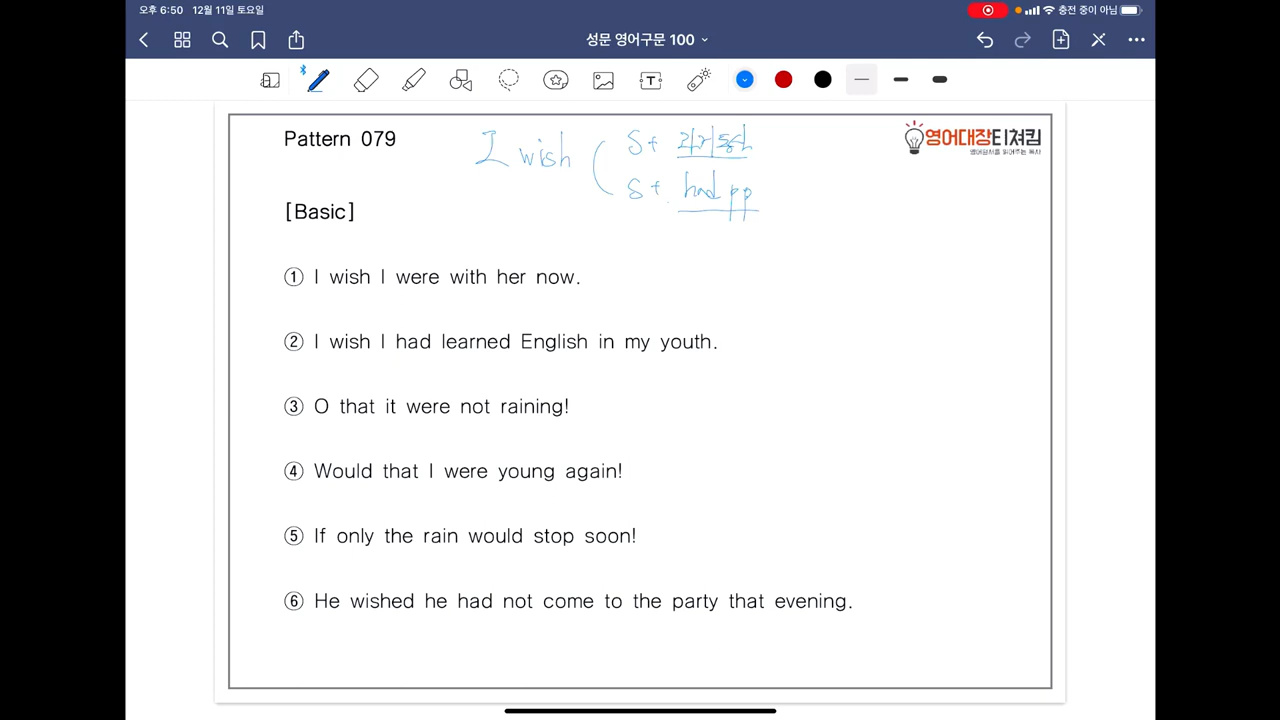 오후 6:50 12월 11일 토요일
충전 중이 아님
성문 영어구문 100
Pattern 079
I wish
S+ 과거동사
S+ had pp
영어대장티쳐킴
[Basic]
① I wish I were with her now.
② I wish I had learned English in my youth.
③ O that it were not raining!
④ Would that I were young again!
⑤ If only the rain would stop soon!
⑥ He wished he had not come to the party that evening.